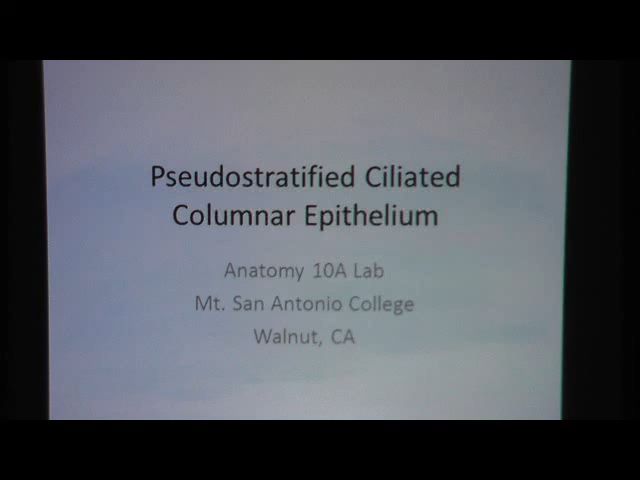 Pseudostratified Ciliated
Columnar Epithelium
Anatomy 10A Lab
Mt. San Antonio College
Walnut, CA